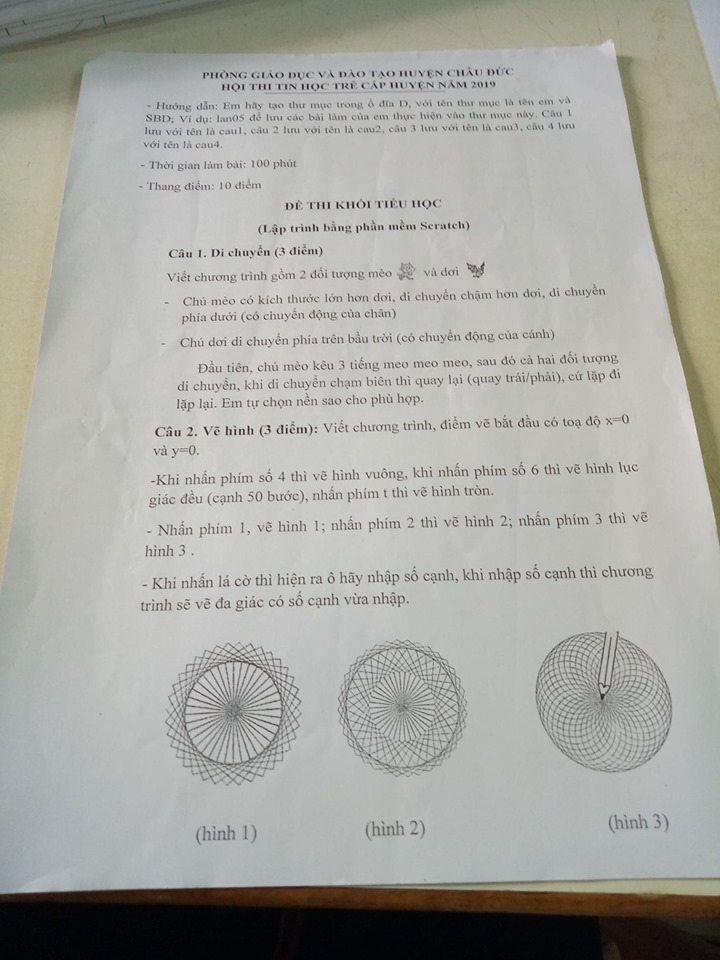 PHÒNG GIÁO DỤC VÀ ĐÀO TẠO HUYỆN CHÂU ĐỨC
HỘI THI TIN HỌC TRẺ CẤP HUYỆN NĂM 2019
- Hướng dẫn: Em hãy tạo thư mục trong ổ đĩa D, với tên thư mục là tên em và
SBD; Ví dụ: lan05 để lưu các bài làm của em thực hiện vào thư mục này. Câu 1
lưu với tên là cau1, câu 2 lưu với tên là cau2, câu 3 lưu với tên là cau3, câu 4 lưu
với tên là cau4.
- Thời gian làm bài: 100 phút
- Thang điểm: 10 điểm
ĐỀ THI KHỐI TIỂU HỌC
(Lập trình bằng phần mềm Scratch)
Câu 1. Di chuyển (3 điểm)
Viết chương trình gồm 2 đối tượng mèo và dơi
- Chú mèo có kích thước lớn hơn dơi, di chuyển chậm hơn dơi, di chuyển
phía dưới (có chuyển động của chân)
- Chú dơi di chuyển phía trên bầu trời (có chuyển động của cánh)
Đầu tiên, chú mèo kêu 3 tiếng meo meo meo, sau đó cả hai đối tượng
di chuyển, khi di chuyển chạm biên thì quay lại (quay trái/phải), cứ lặp đi
lặp lại. Em tự chọn nền sao cho phù hợp.
Câu 2. Vẽ hình (3 điểm): Viết chương trình, điểm vẽ bắt đầu có toạ độ x=0
và y=0.
-Khi nhấn phím số 4 thì vẽ hình vuông, khi nhấn phím số 6 thì vẽ hình lục
giác đều (cạnh 50 bước), nhấn phím t thì vẽ hình tròn.
- Nhấn phím 1, vẽ hình 1; nhấn phím 2 thì vẽ hình 2; nhấn phím 3 thì vẽ
hình 3 .
- Khi nhấn lá cờ thì hiện ra ô hãy nhập số cạnh, khi nhập số cạnh thì chương
trình sẽ vẽ đa giác có số cạnh vừa nhập.
(hình 1) (hình 2) (hình 3)